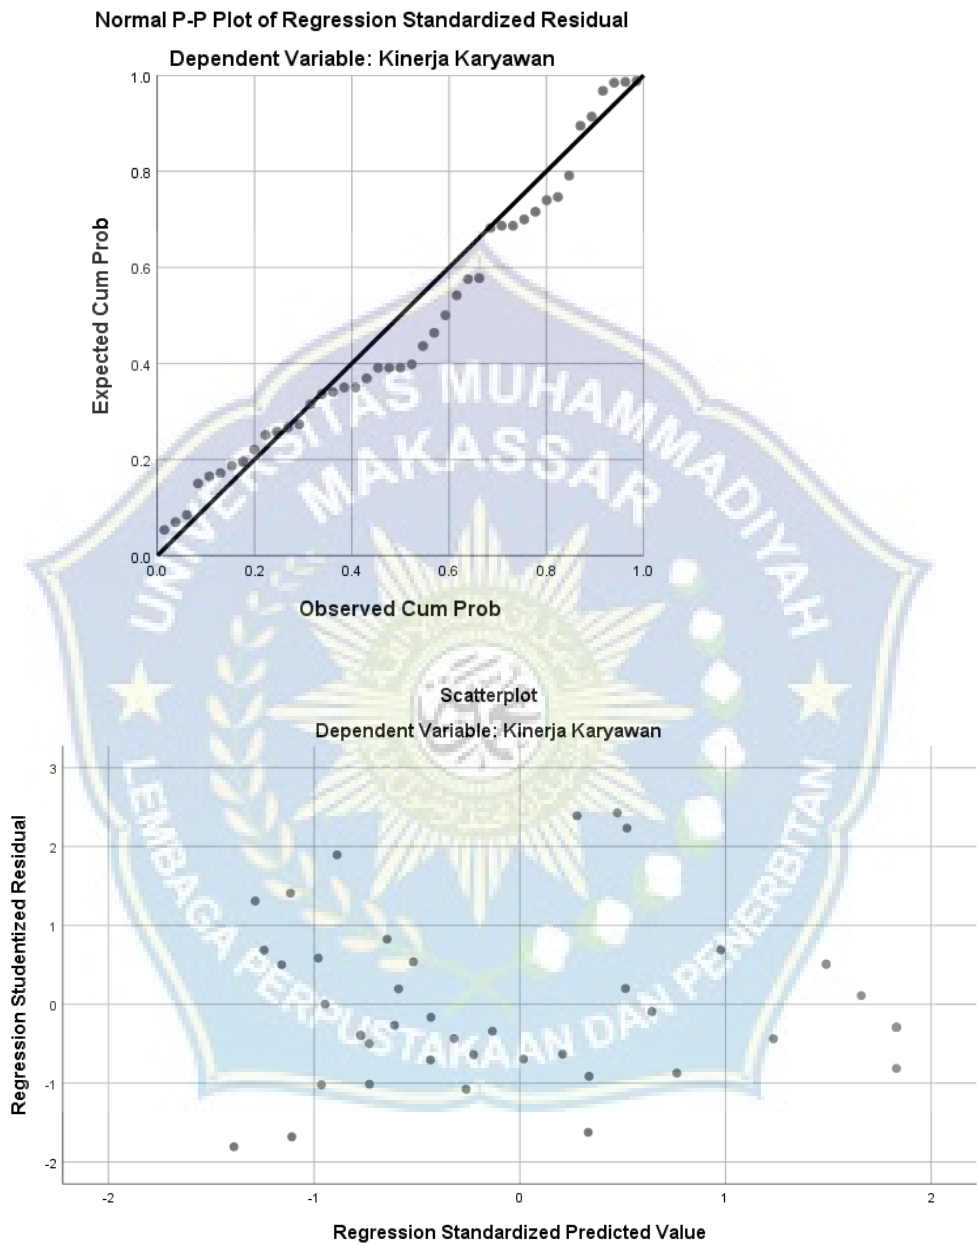 Normal P-P Plot of Regression Standardized Residual
Dependent Variable: Kinerja Karyawan
1.0
0.8
0.6
0.4
0.2
0.0
Expected Cum Prob
0.0 0.2 0.4 0.6 0.8 1.0
Observed Cum Prob
UNIVERSITAS MUHAMMADIYAH
MAKASSAR
LEMBAGA PERPUSTAKAAN DAN PENERBITAN
Scatterplot
Dependent Variable: Kinerja Karyawan
3
2
1
0
-1
-2
Regression Studentized Residual
-2 -1 0 1 2
Regression Standardized Predicted Value